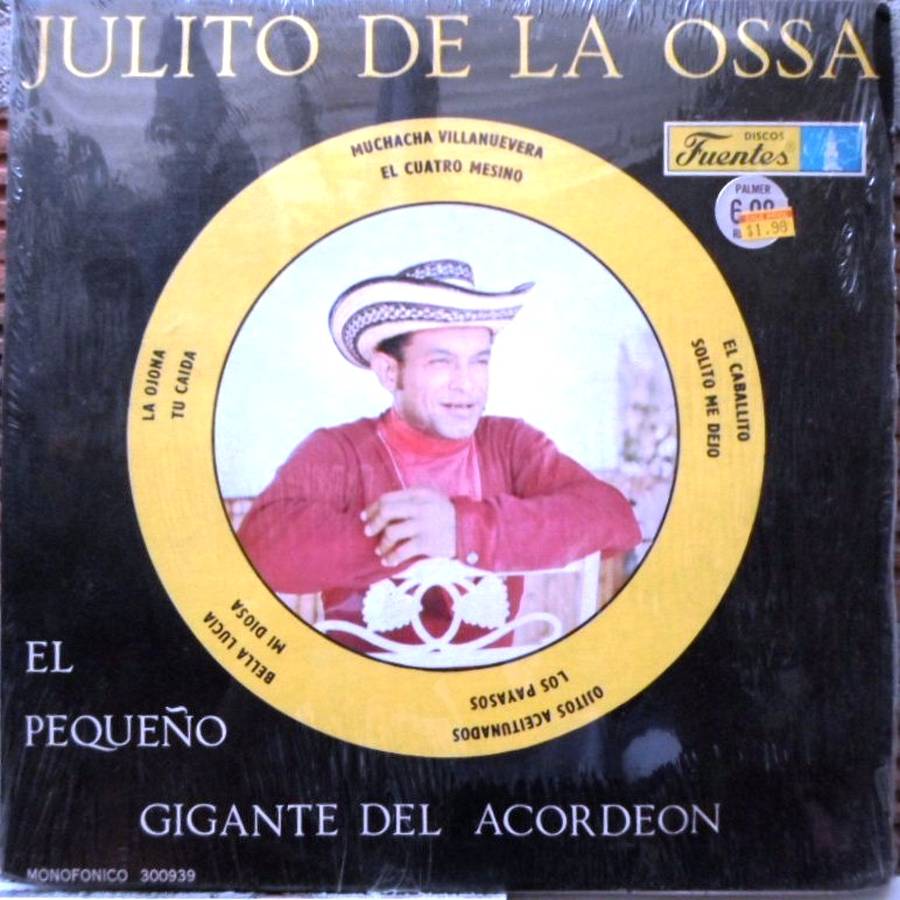 JULITO DE LA OSSA
DISCOS
Fuentes®
PALMER
SALE PRICE
$1.98
MUCHACHA VILLANUEVERA
EL CUATRO MESINO
EL CABALLITO
SOLITO ME DEJO
OJITOS ACEITUNADOS
LOS PAYASOS
BELLA LUCIA
MI DIOSA
LA OJONA
TU CAIDA
EL
PEQUEÑO
GIGANTE DEL ACORDEON
MONOFONICO 300939